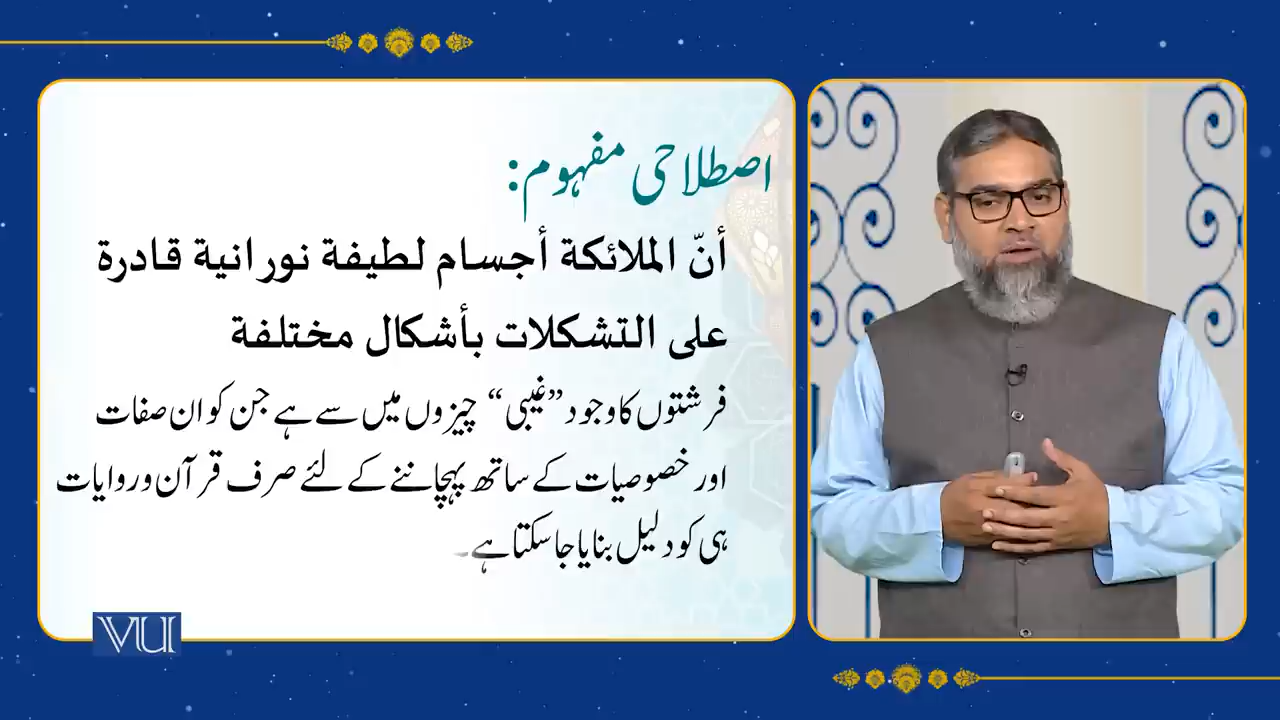 اصطلاحی مفہوم:
أنّ الملائكة أجسام لطيفة نورانية قادرة
على التشكلات بأشكال مختلفة
فرشتوں کا وجود ”غیبی“ چیزوں میں سے ہے جن کو ان صفات
اور خصوصیات کے ساتھ پہچاننے کے لئے صرف قرآن و روایات
ہی کو دلیل بنایا جا سکتا ہے۔
VU